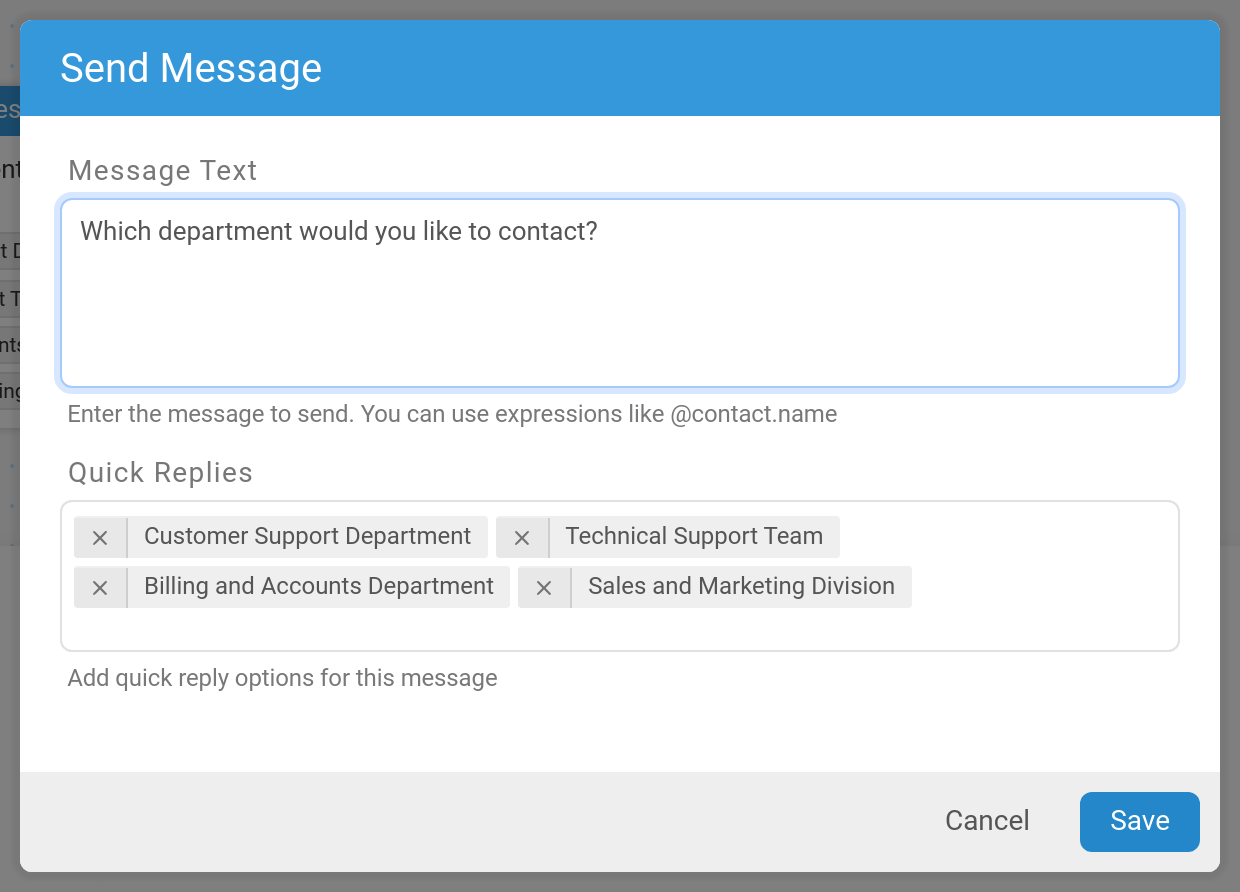 Send Message
Message Text
Which department would you like to contact?
Enter the message to send. You can use expressions like @contact.name
Quick Replies
Customer Support Department Technical Support Team
Billing and Accounts Department Sales and Marketing Division
Add quick reply options for this message
Cancel Save